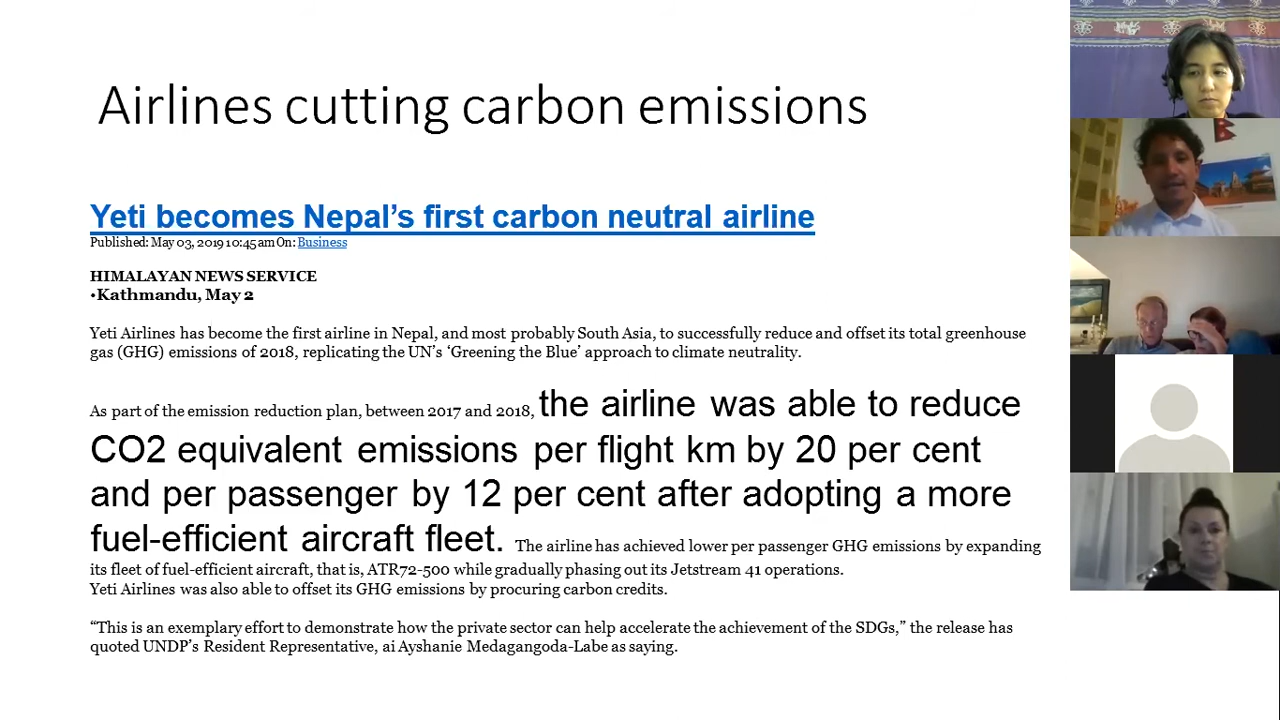 Airlines cutting carbon emissions
Yeti becomes Nepal’s first carbon neutral airline
Published: May 03, 2019 10:45 am On: Business
HIMALAYAN NEWS SERVICE
•Kathmandu, May 2
Yeti Airlines has become the first airline in Nepal, and most probably South Asia, to successfully reduce and offset its total greenhouse
gas (GHG) emissions of 2018, replicating the UN’s ‘Greening the Blue’ approach to climate neutrality.
As part of the emission reduction plan, between 2017 and 2018, the airline was able to reduce
CO2 equivalent emissions per flight km by 20 per cent
and per passenger by 12 per cent after adopting a more
fuel-efficient aircraft fleet. The airline has achieved lower per passenger GHG emissions by expanding
its fleet of fuel-efficient aircraft, that is, ATR72-500 while gradually phasing out its Jetstream 41 operations.
Yeti Airlines was also able to offset its GHG emissions by procuring carbon credits.
“This is an exemplary effort to demonstrate how the private sector can help accelerate the achievement of the SDGs,” the release has
quoted UNDP’s Resident Representative, ai Ayshanie Medagangoda-Labe as saying.